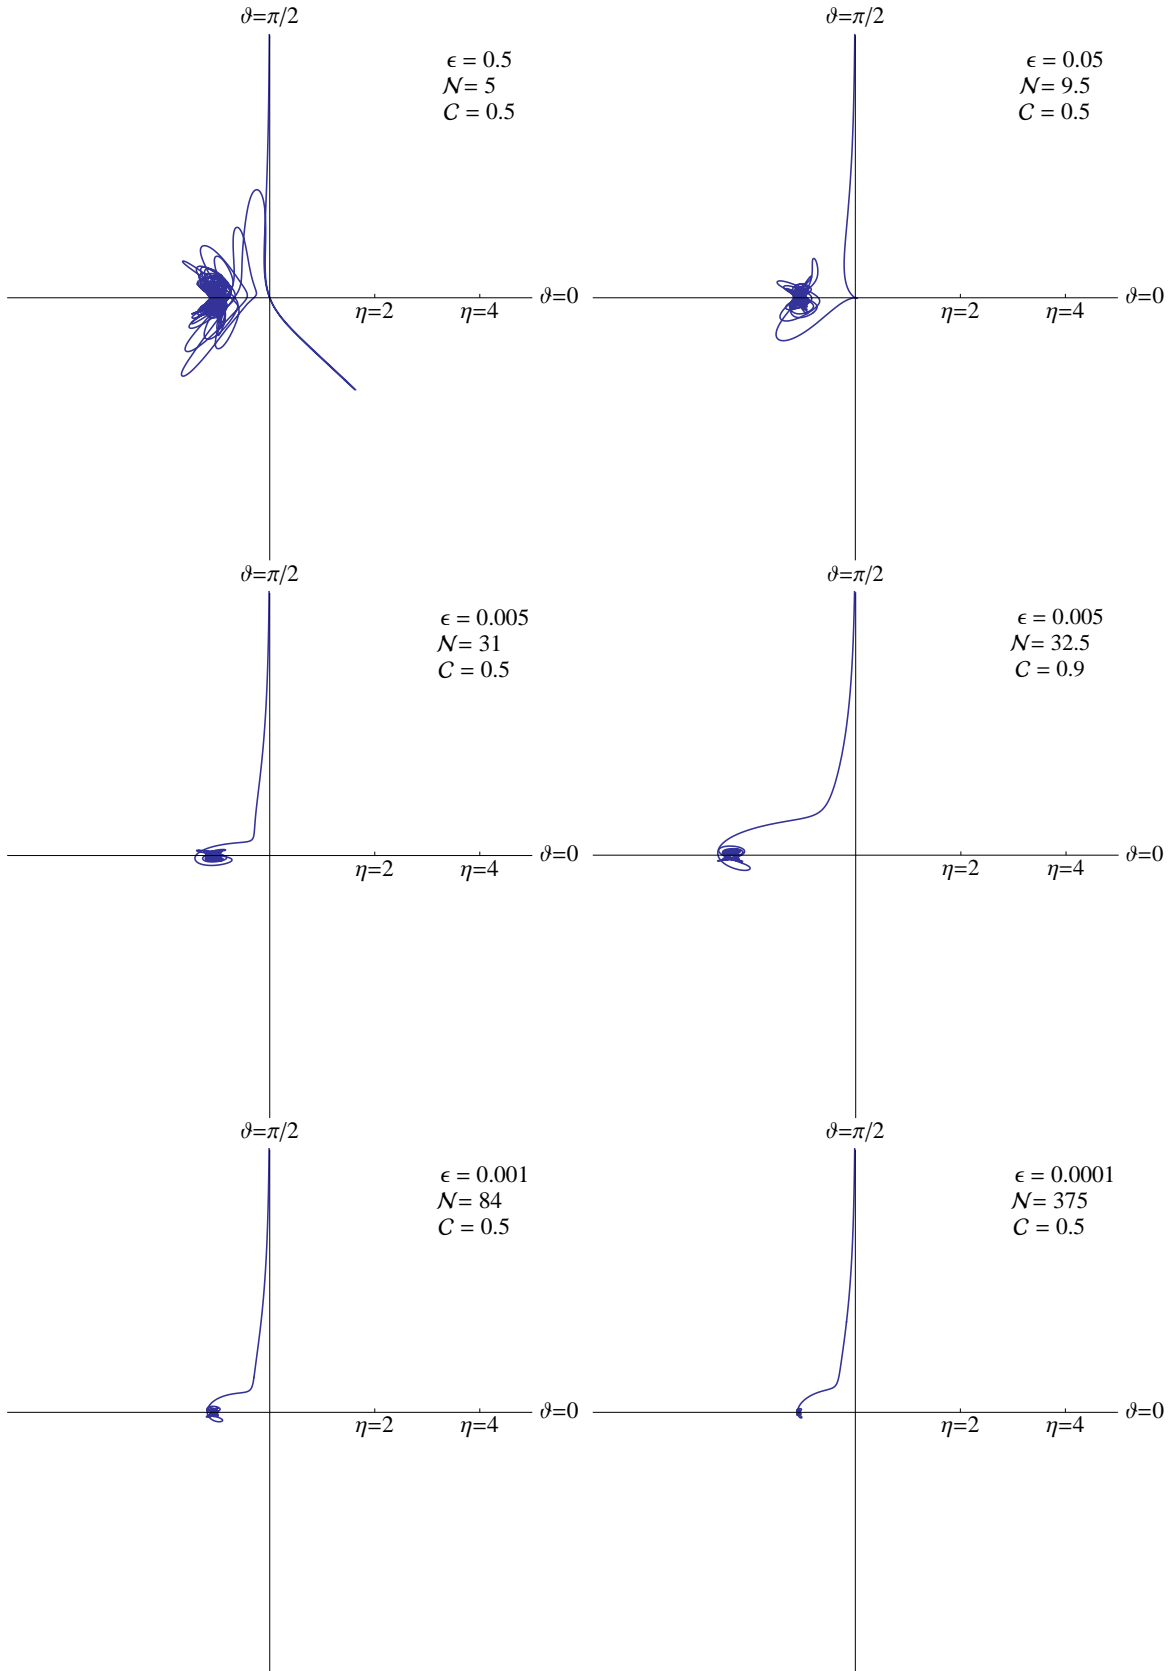 ϑ=π/2
ϵ = 0.5
𝒩= 5
𝒞 = 0.5
ϑ=0
η=2
η=4
ϑ=π/2
ϵ = 0.05
𝒩= 9.5
𝒞 = 0.5
ϑ=0
η=2
η=4
ϑ=π/2
ϵ = 0.005
𝒩= 31
𝒞 = 0.5
ϑ=0
η=2
η=4
ϑ=π/2
ϵ = 0.005
𝒩= 32.5
𝒞 = 0.9
ϑ=0
η=2
η=4
ϑ=π/2
ϵ = 0.001
𝒩= 84
𝒞 = 0.5
ϑ=0
η=2
η=4
ϑ=π/2
ϵ = 0.0001
𝒩= 375
𝒞 = 0.5
ϑ=0
η=2
η=4